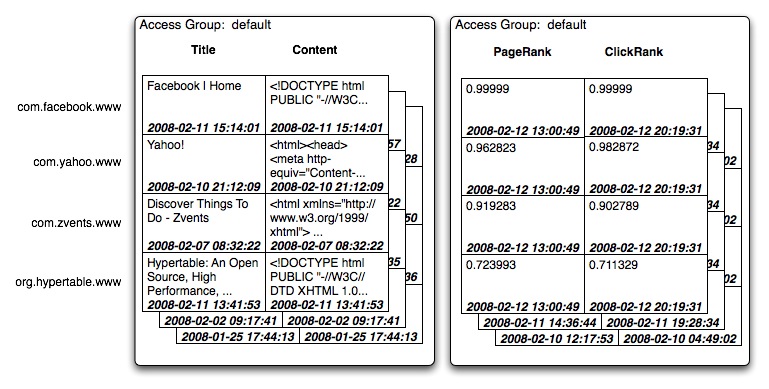 Access Group: default
Title Content
com.facebook.www
Facebook | Home
<!DOCTYPE html
PUBLIC "-//W3C...
2008-02-11 15:14:01 2008-02-11 15:14:01
57
com.yahoo.www
Yahoo!
<html><head>
<meta http-
equiv="Content-...
2008-02-10 21:12:09 2008-02-10 21:12:09
28
com.zvents.www
Discover Things To
Do - Zvents
<html xmlns="http://
www.w3.org/1999/
xhtml"> ...
2008-02-07 08:32:22 2008-02-07 08:32:22
22
50
org.hypertable.www
Hypertable: An Open
Source, High
Performance, ...
<!DOCTYPE html
PUBLIC "-//W3C//
DTD XHTML 1.0...
2008-02-11 13:41:53 2008-02-11 13:41:53
35
36
2008-02-02 09:17:41 2008-02-02 09:17:41
2008-01-25 17:44:13 2008-01-25 17:44:13
Access Group: default
PageRank ClickRank
0.99999 0.99999
2008-02-12 13:00:49 2008-02-12 20:19:31
34
02
0.962823 0.982872
2008-02-12 13:00:49 2008-02-12 20:19:31
34
02
0.919283 0.902789
2008-02-12 13:00:49 2008-02-12 20:19:31
34
02
0.723993 0.711329
2008-02-12 13:00:49 2008-02-12 20:19:31
2008-02-11 14:36:44 2008-02-11 19:28:34
2008-02-10 12:17:53 2008-02-10 04:49:02